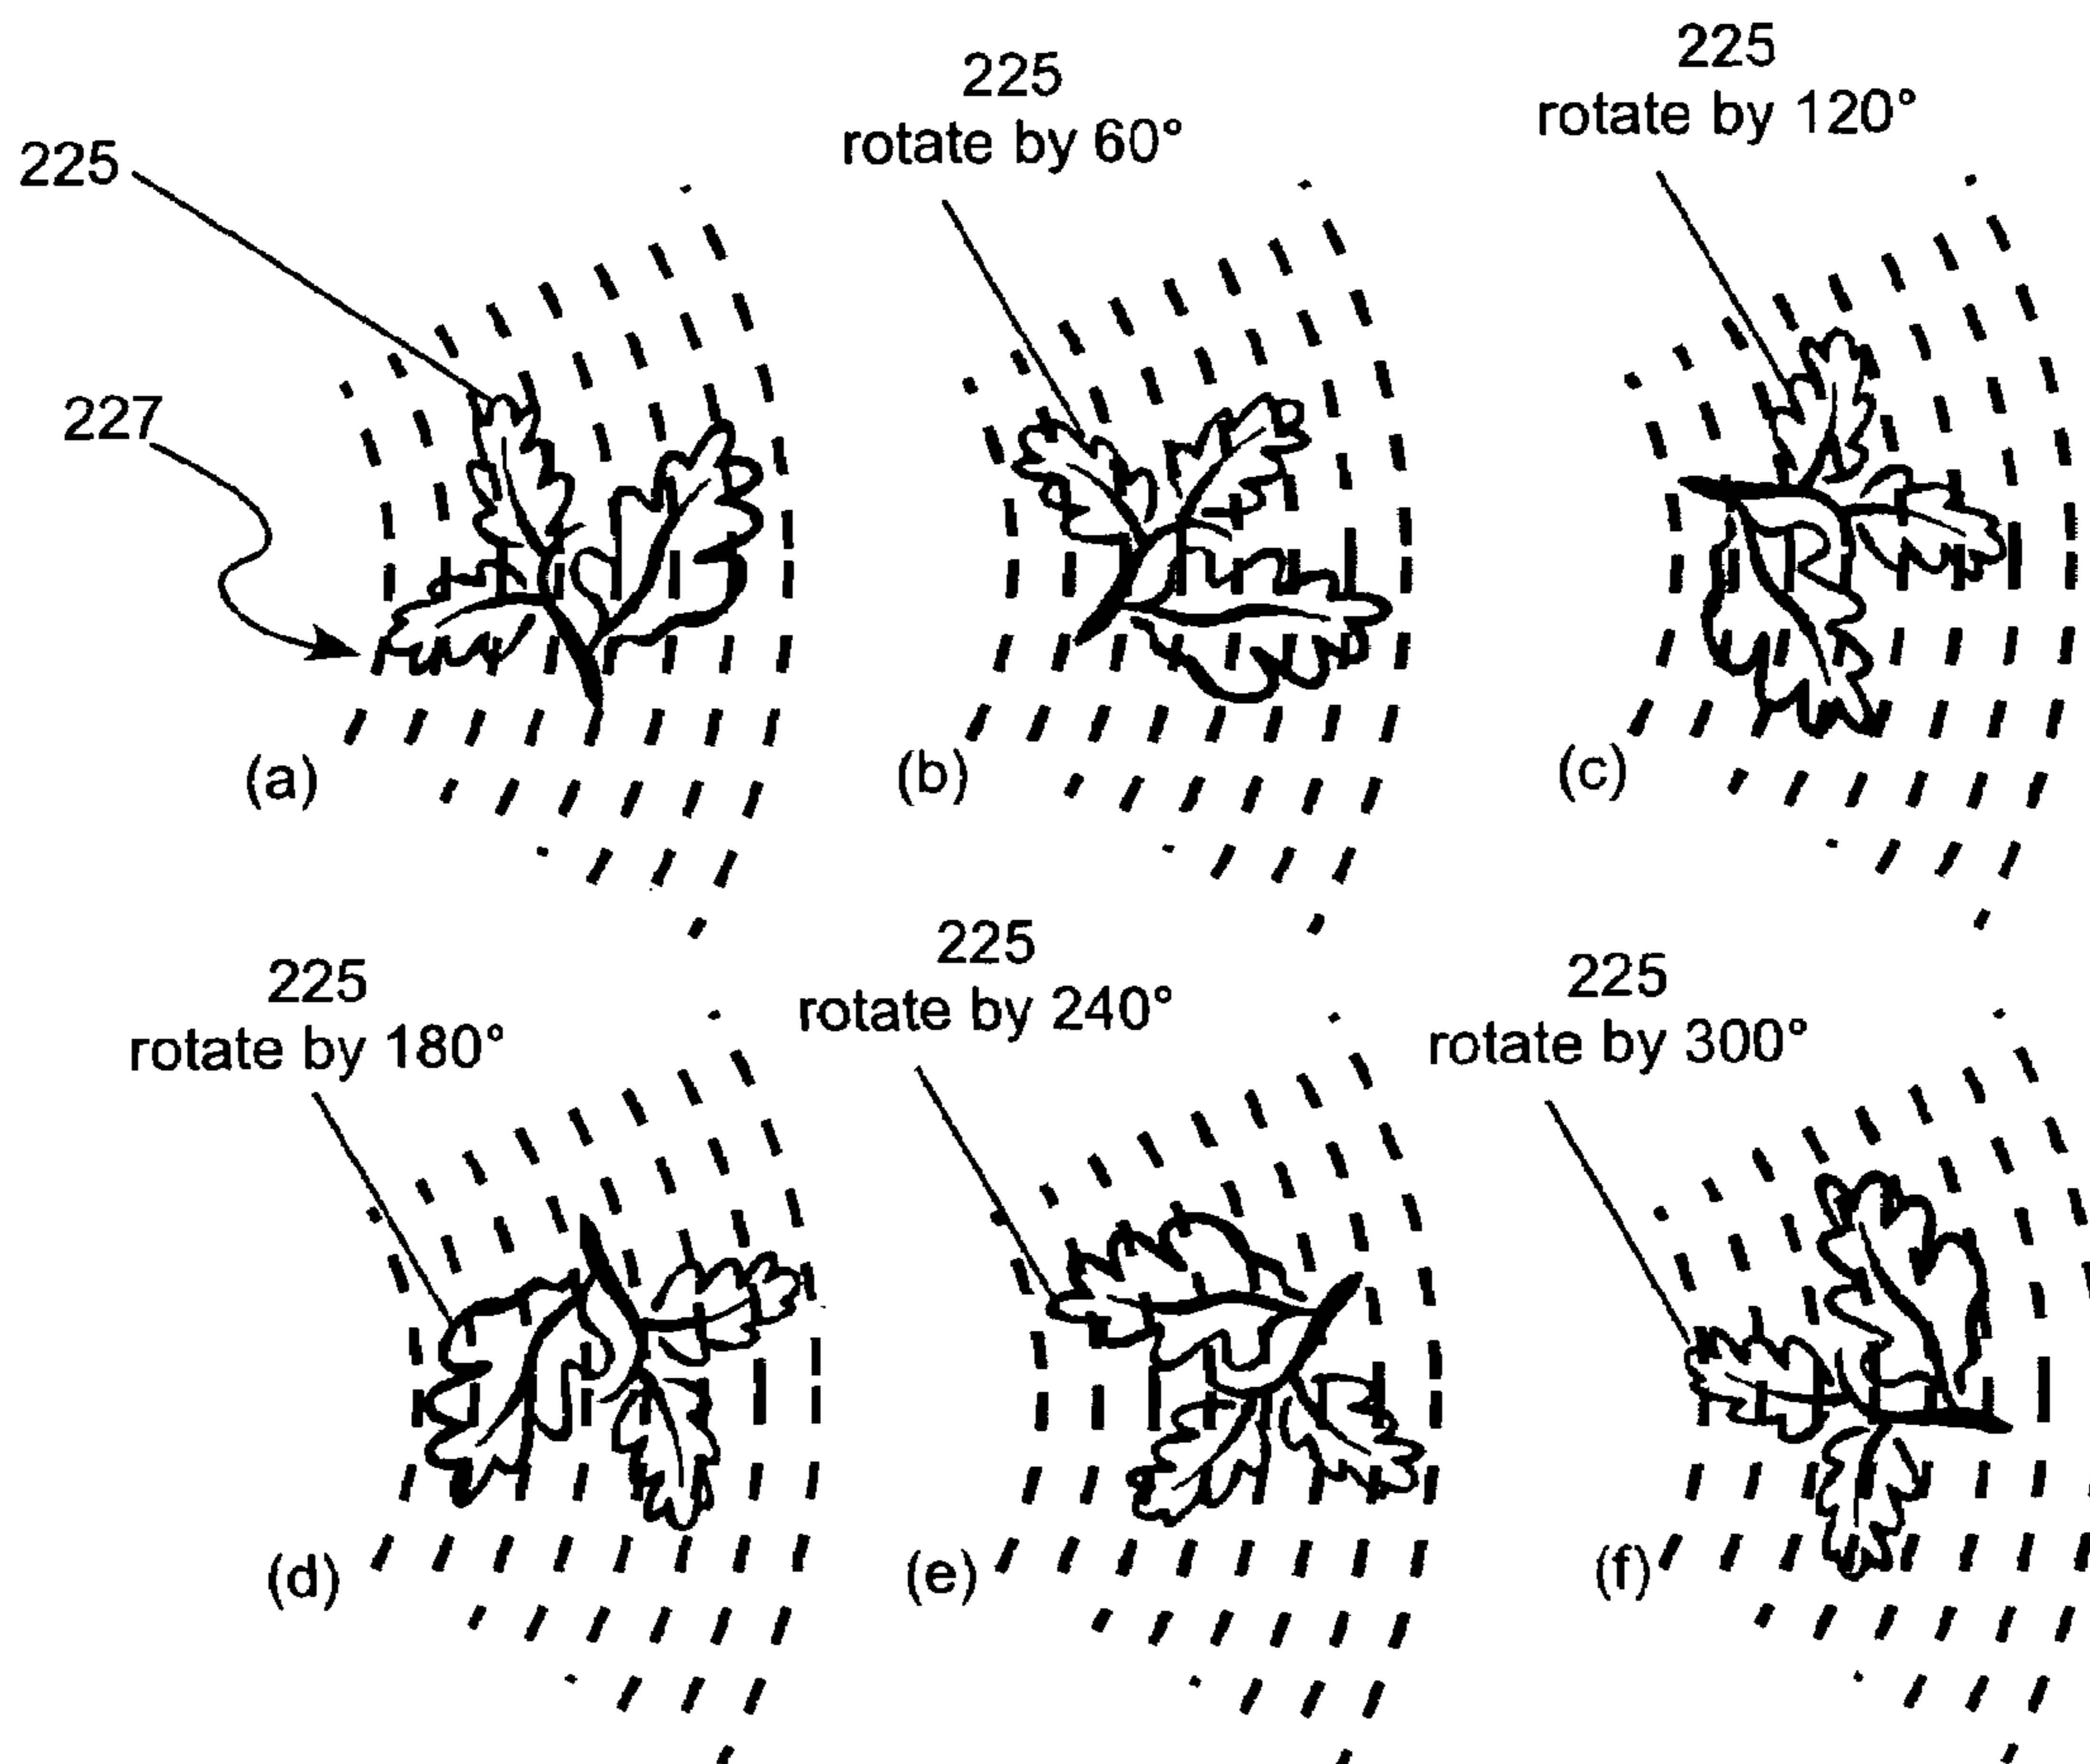 225
rotate by 120°
225
rotate by 60°
225
227
(a)
(b)
(c)
225
rotate by 240°
225
rotate by 180°
225
rotate by 300°
(d)
(e)
(f)